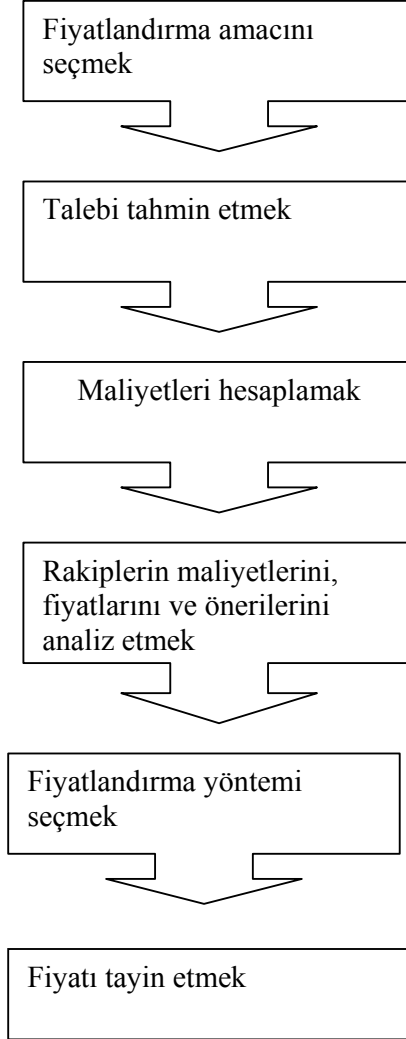 Fiyatlandırma amacını
seçmek
Talebi tahmin etmek
Maliyetleri hesaplamak
Rakiplerin maliyetlerini,
fiyatlarını ve önerilerini
analiz etmek
Fiyatlandırma yöntemi
seçmek
Fiyatı tayin etmek